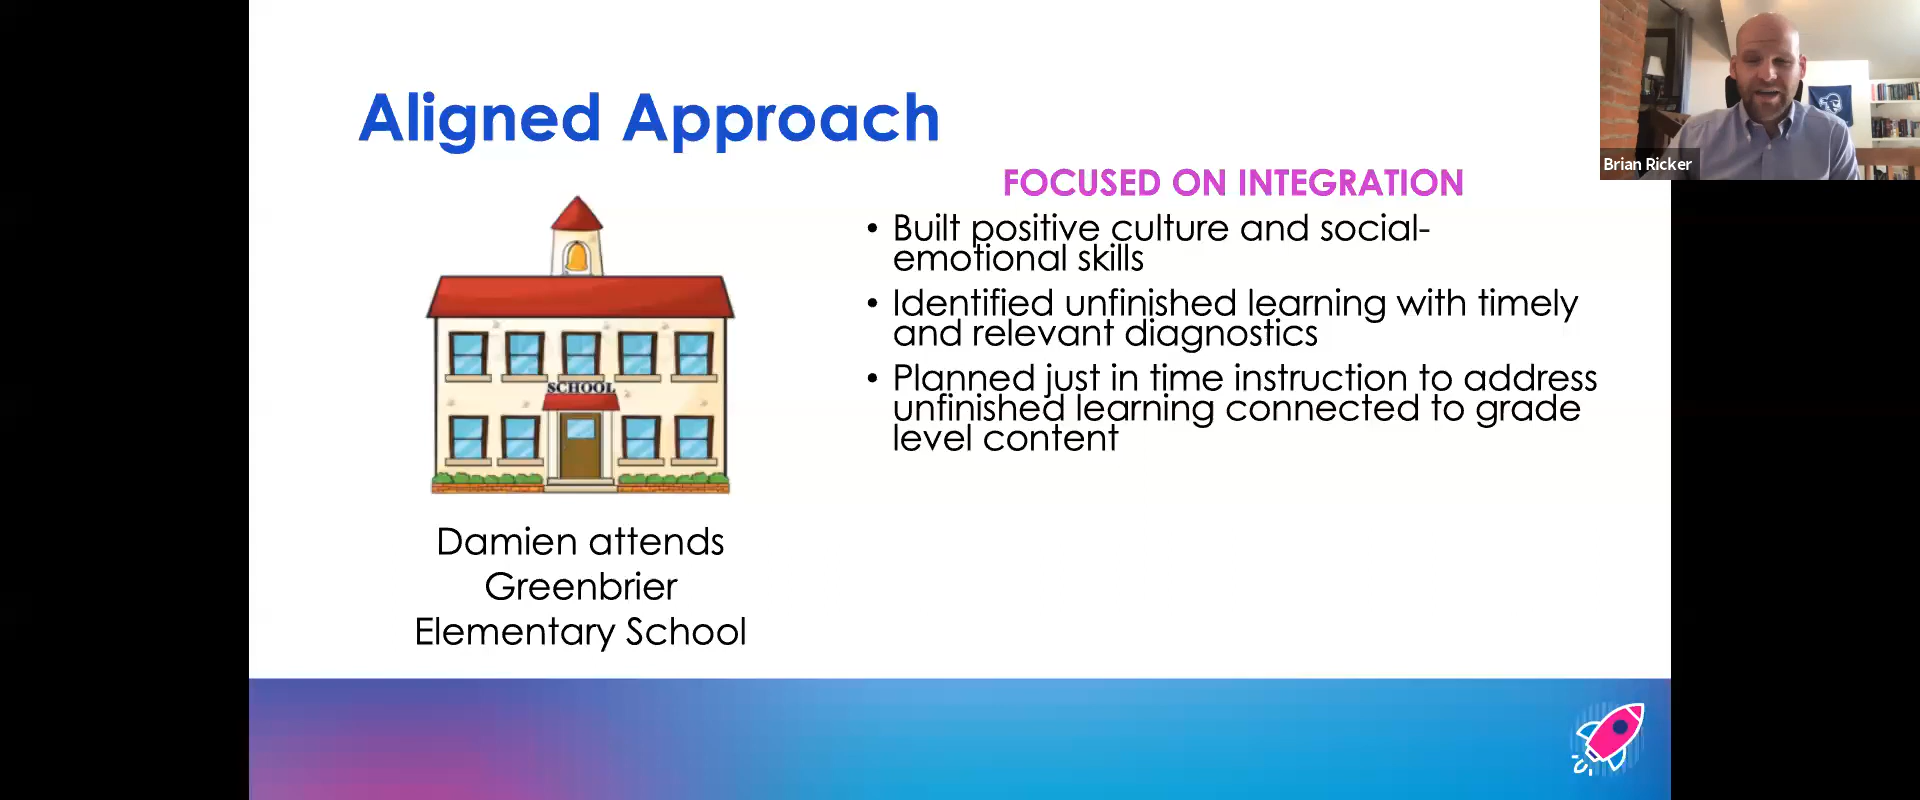 Aligned Approach
FOCUSED ON INTEGRATION
• Built positive culture and social-
emotional skills
• Identified unfinished learning with timely
and relevant diagnostics
• Planned just in time instruction to address
unfinished learning connected to grade
level content
SCHOOL
Damien attends
Greenbrier
Elementary School
Brian Ricker